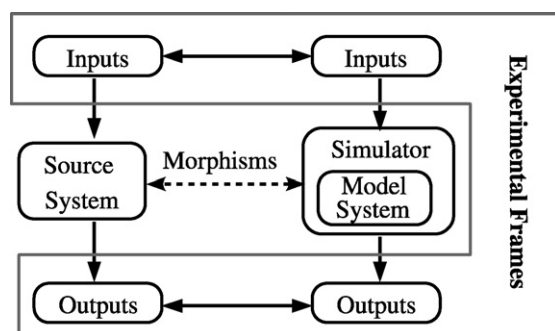 Inputs
Inputs
Source
System
Morphisms
Simulator
Model
System
Outputs
Outputs
Experimental Frames